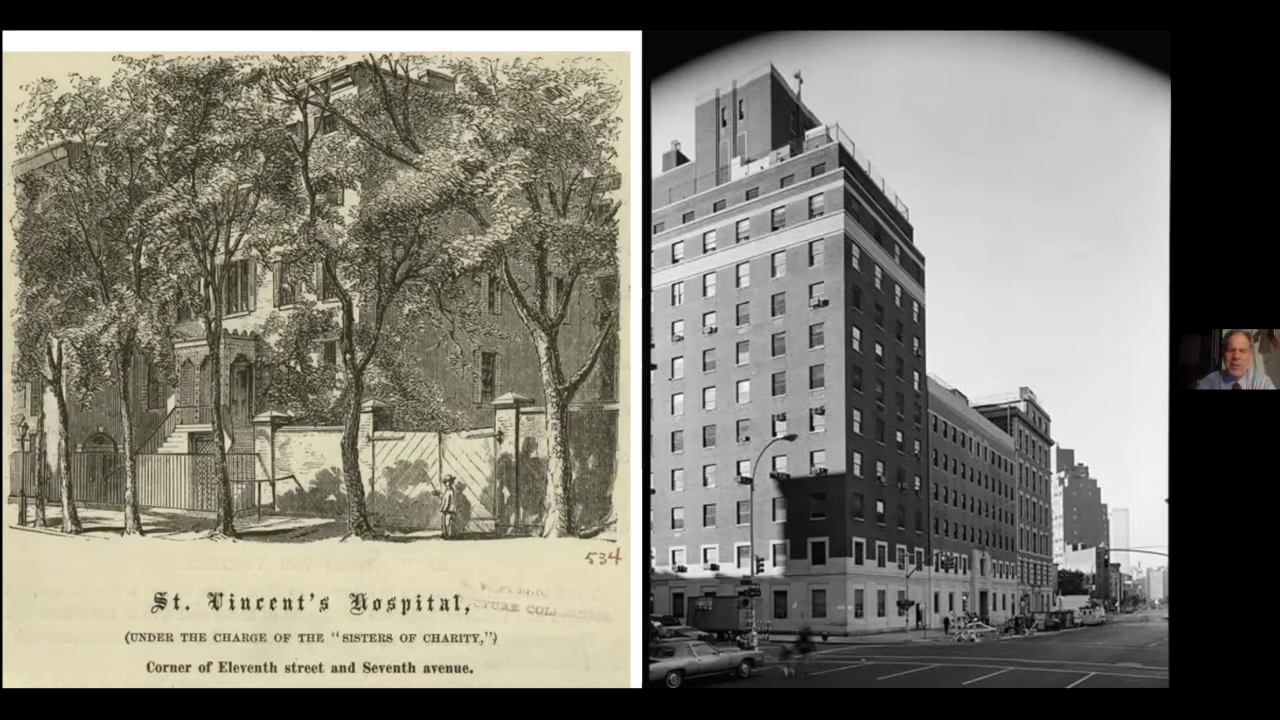 534
St. Vincent's Hospital,
(UNDER THE CHARGE OF THE "SISTERS OF CHARITY,")
Corner of Eleventh street and Seventh avenue.